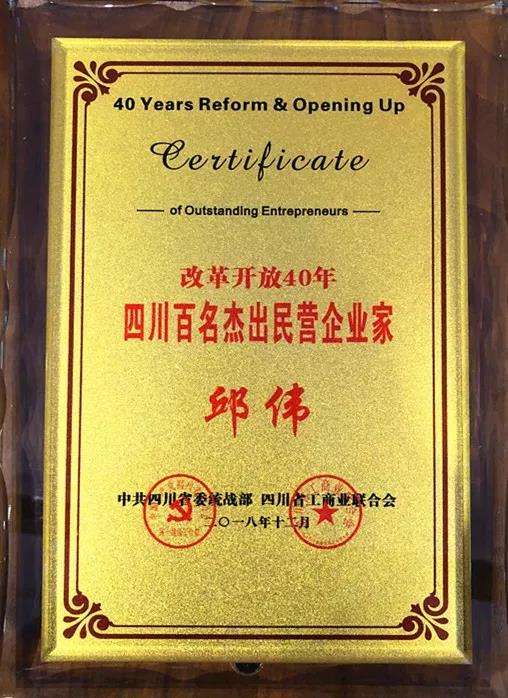 40 Years Reform & Opening Up
Certificate
of Outstanding Entrepreneurs
改革开放40年
四川百名杰出民营企业家
邱伟
中共四川省委统战部 四川省工商业联合会
二〇一八年十二月